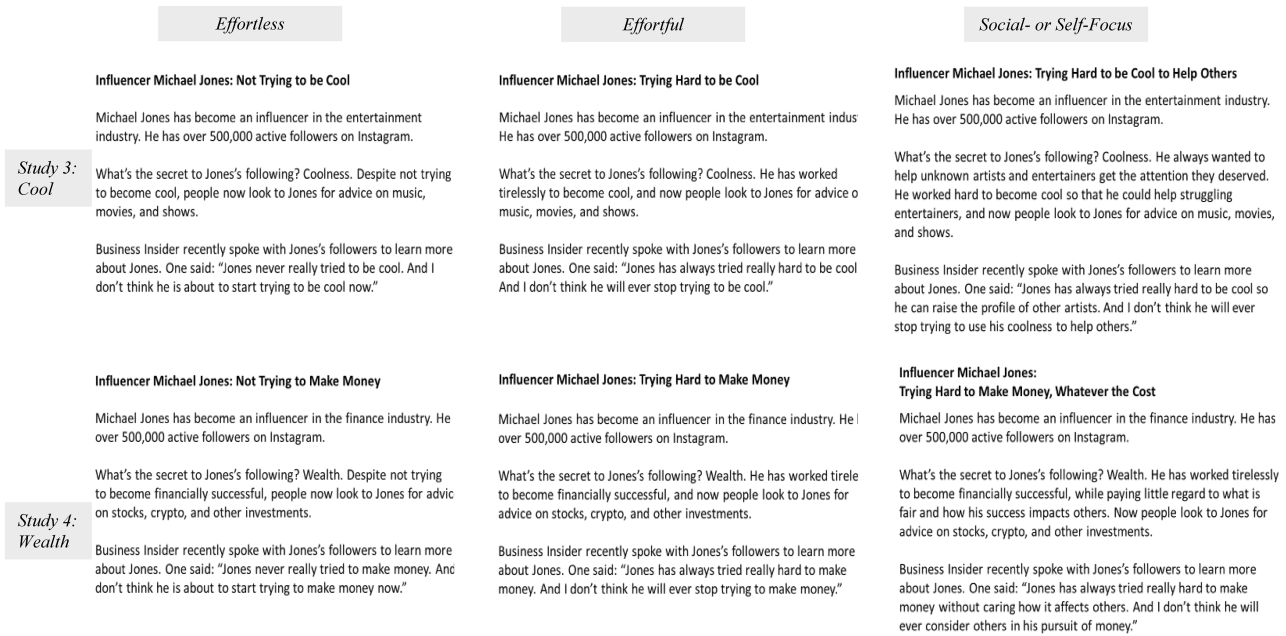 Effortless
Effortful
Social- or Self-Focus
Study 3:
Cool
Influencer Michael Jones: Not Trying to be Cool
Michael Jones has become an influencer in the entertainment
industry. He has over 500,000 active followers on Instagram.
What's the secret to Jones's following? Coolness. Despite not trying
to become cool, people now look to Jones for advice on music,
movies, and shows.
Business Insider recently spoke with Jones's followers to learn more
about Jones. One said: “Jones never really tried to be cool. And I
don't think he is about to start trying to be cool now.”
Influencer Michael Jones: Trying Hard to be Cool
Michael Jones has become an influencer in the entertainment indus
He has over 500,000 active followers on Instagram.
What's the secret to Jones's following? Coolness. He has worked
tirelessly to become cool, and now people look to Jones for advice o
music, movies, and shows.
Business Insider recently spoke with Jones's followers to learn more
about Jones. One said: “Jones has always tried really hard to be cool
And I don't think he will ever stop trying to be cool.”
Influencer Michael Jones: Trying Hard to be Cool to Help Others
Michael Jones has become an influencer in the entertainment industry.
He has over 500,000 active followers on Instagram.
What's the secret to Jones's following? Coolness. He always wanted to
help unknown artists and entertainers get the attention they deserved.
He worked hard to become cool so that he could help struggling
entertainers, and now people look to Jones for advice on music, movies,
and shows.
Business Insider recently spoke with Jones's followers to learn more
about Jones. One said: “Jones has always tried really hard to be cool so
he can raise the profile of other artists. And I don't think he will ever
stop trying to use his coolness to help others.”
Study 4:
Wealth
Influencer Michael Jones: Not Trying to Make Money
Michael Jones has become an influencer in the finance industry. He
over 500,000 active followers on Instagram.
What's the secret to Jones's following? Wealth. Despite not trying
to become financially successful, people now look to Jones for advic
on stocks, crypto, and other investments.
Business Insider recently spoke with Jones's followers to learn more
about Jones. One said: “Jones never really tried to make money. And
don't think he is about to start trying to make money now.”
Influencer Michael Jones: Trying Hard to Make Money
Michael Jones has become an influencer in the finance industry. He
over 500,000 active followers on Instagram.
What's the secret to Jones's following? Wealth. He has worked tirele
to become financially successful, and now people look to Jones for
advice on stocks, crypto, and other investments.
Business Insider recently spoke with Jones's followers to learn more
about Jones. One said: “Jones has always tried really hard to make
money. And I don't think he will ever stop trying to make money.”
Influencer Michael Jones:
Trying Hard to Make Money, Whatever the Cost
Michael Jones has become an influencer in the finance industry. He has
over 500,000 active followers on Instagram.
What's the secret to Jones's following? Wealth. He has worked tirelessly
to become financially successful, while paying little regard to what is
fair and how his success impacts others. Now people look to Jones for
advice on stocks, crypto, and other investments.
Business Insider recently spoke with Jones's followers to learn more
about Jones. One said: “Jones has always tried really hard to make
money without caring how it affects others. And I don't think he will
ever consider others in his pursuit of money.”